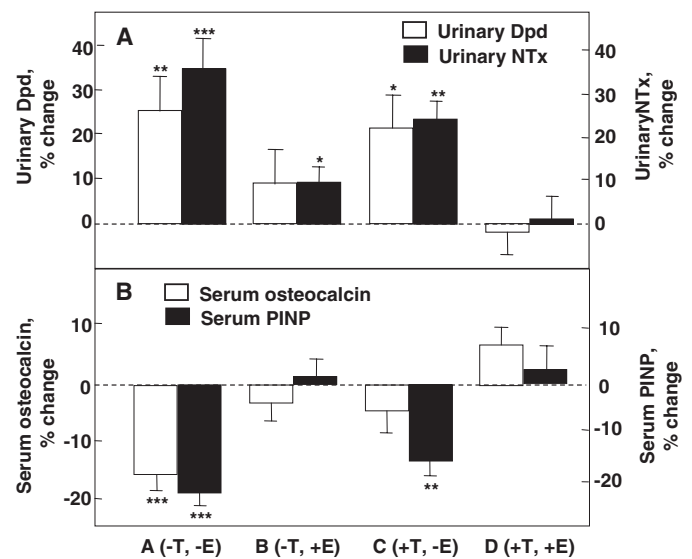 A
Urinary Dpd
Urinary NTx
Urinary Dpd,
% change
40
30
20
10
0
** *** * * **
40
30
20
10
0
UrinaryNTx,
% change
B
Serum osteocalcin
Serum PINP
Serum osteocalcin,
% change
10
0
-10
-20
*** *** **
10
0
-10
-20
Serum PINP,
% change
A (-T, -E) B (-T, +E) C (+T, -E) D (+T, +E)